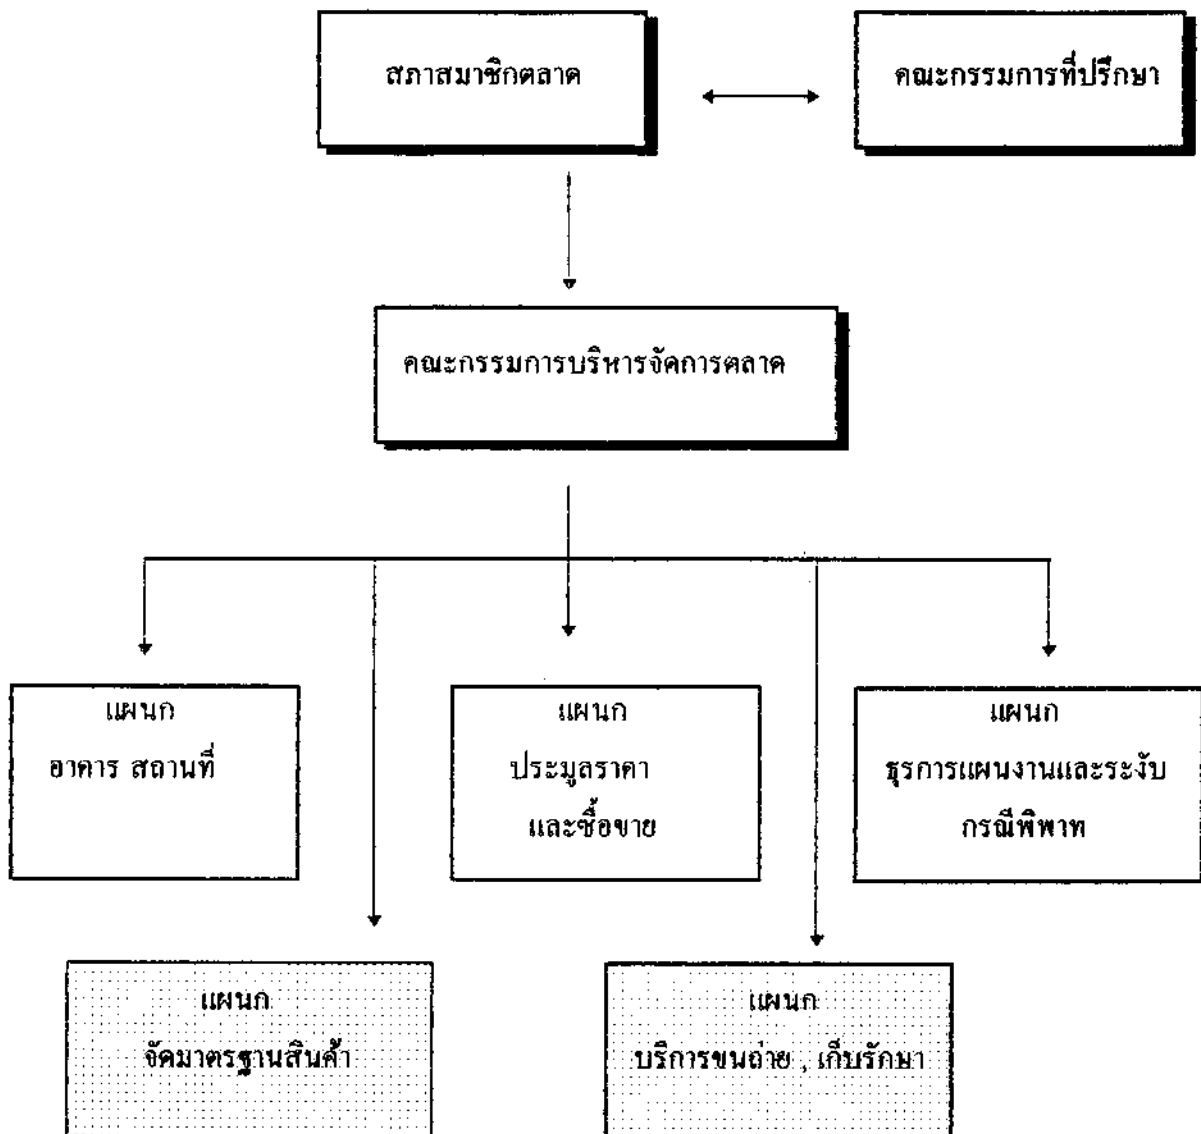 สภาสมาชิกตลาด
คณะกรรมการที่ปรึกษา
คณะกรรมการบริหารจัดการตลาด
แผนก
อาคาร สถานที่
แผนก
ประมูลราคา
และซื้อขาย
แผนก
ธุรการแผนงานและระงับ
กรณีพิพาท
แผนก
จัดมาตรฐานสินค้า
แผนก
บริการขนถ่าย , เก็บรักษา